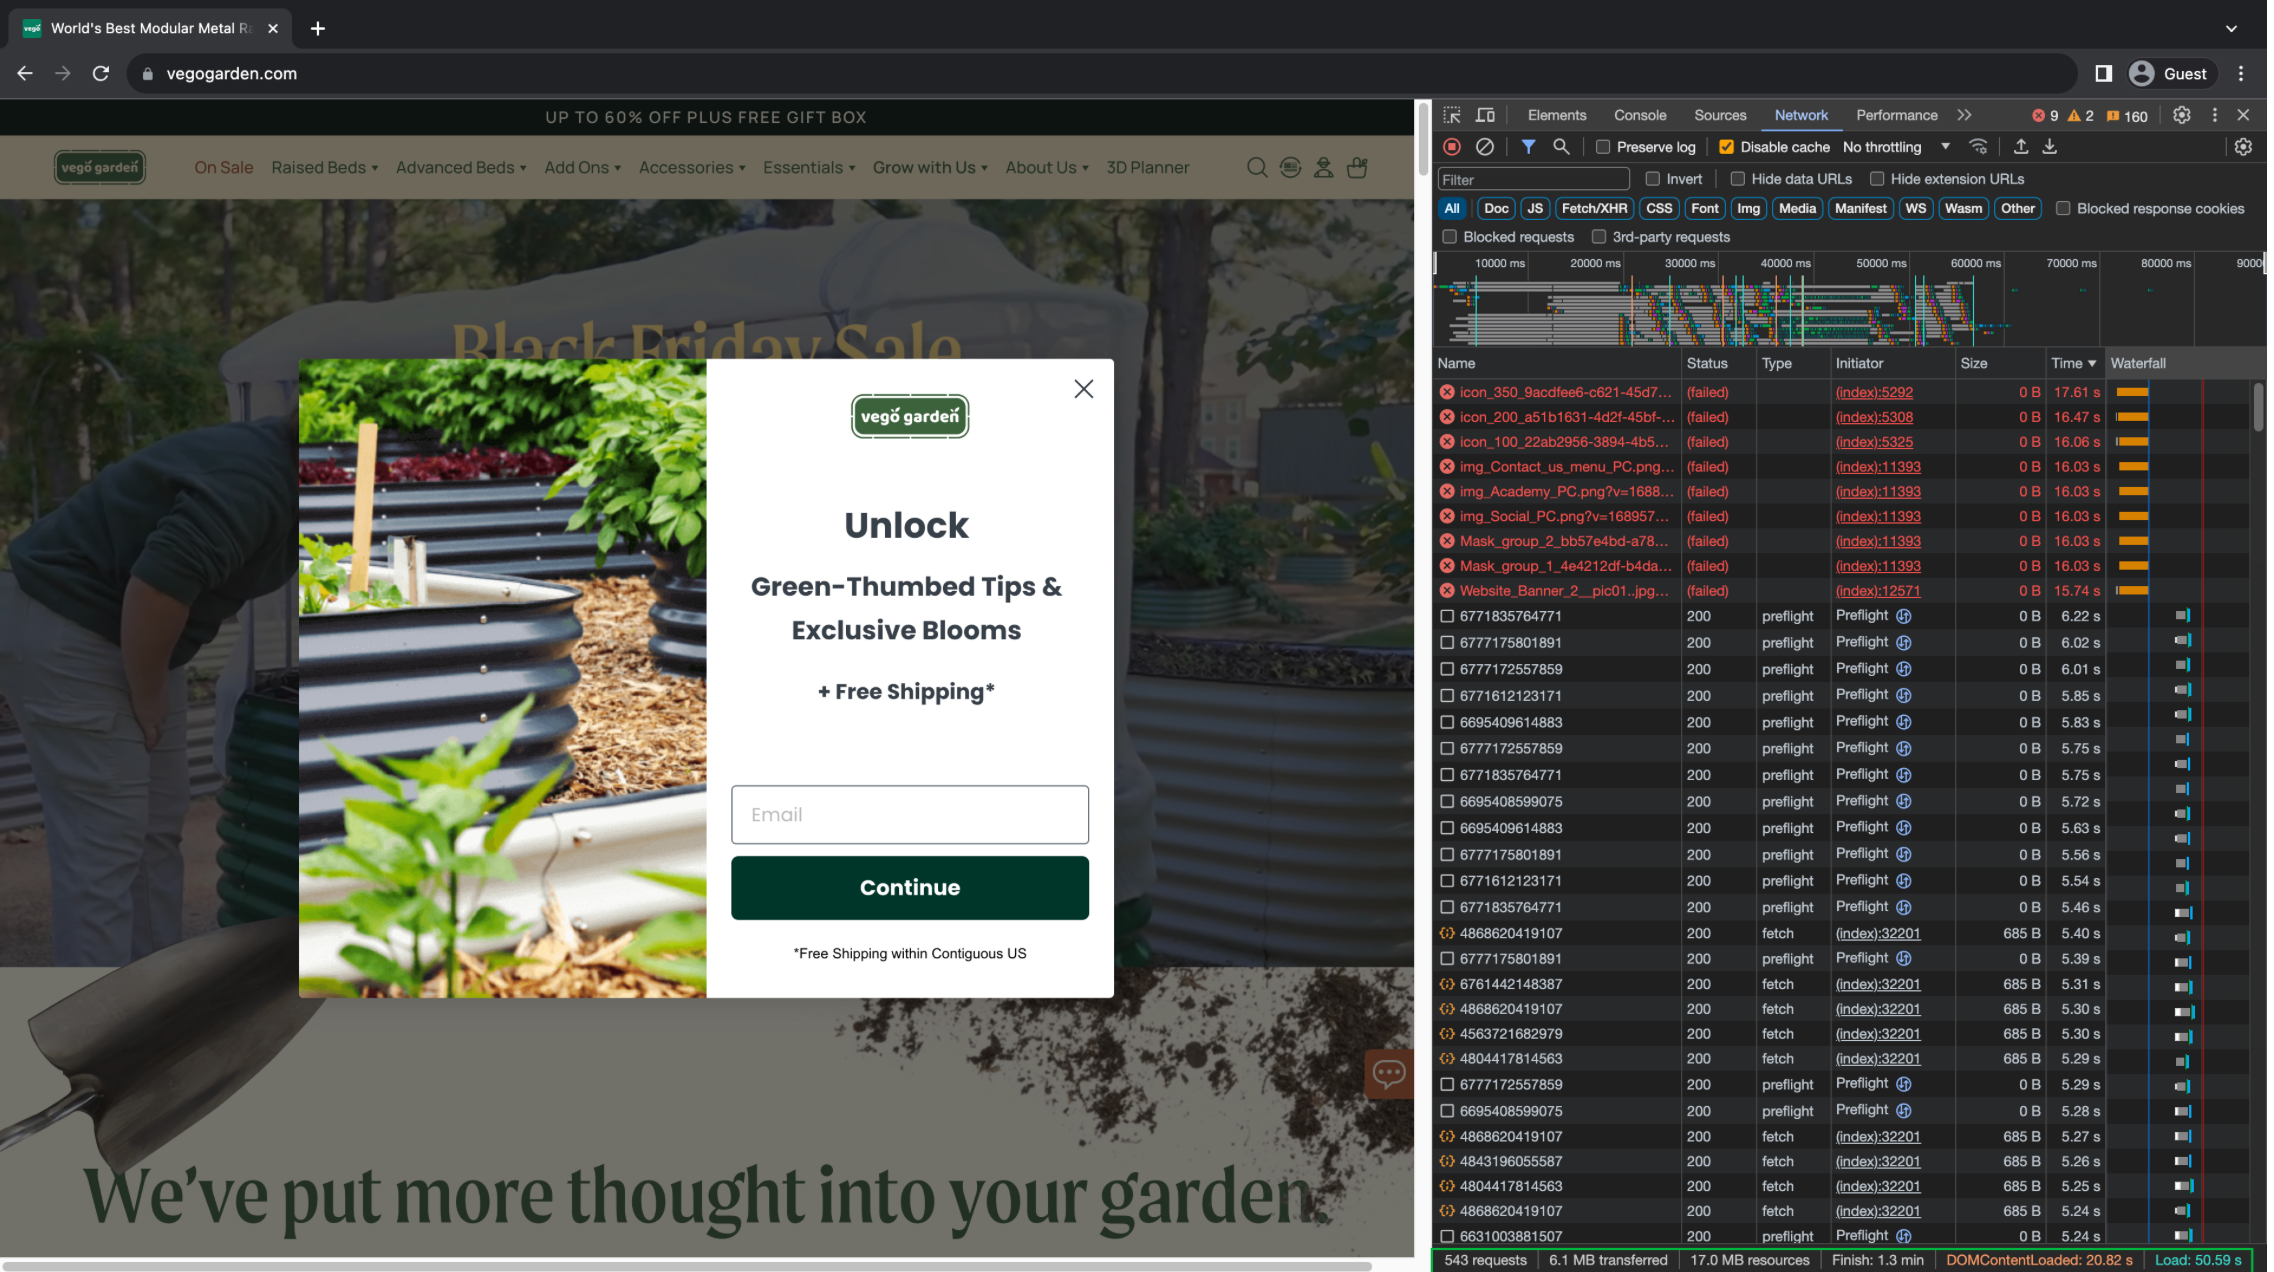 World's Best Modular Metal Ra
vegogarden.com
Guest
UP TO 60% OFF PLUS FREE GIFT BOX
vego garden On Sale Raised Beds Advanced Beds Add Ons Accessories Essentials Grow with Us About Us 3D Planner
Black Friday Sale
vego garden
Unlock
Green-Thumbed Tips &
Exclusive Blooms
+ Free Shipping*
Email
Continue
*Free Shipping within Contiguous US
We've put more thought into your garden.
Elements Console Sources Network Performance 9 2 160
Preserve log Disable cache No throttling
Filter Invert Hide data URLs Hide extension URLs
All Doc JS Fetch/XHR CSS Font Img Media Manifest WS Wasm Other Blocked response cookies
Blocked requests 3rd-party requests
10000 ms 20000 ms 30000 ms 40000 ms 50000 ms 60000 ms 70000 ms 80000 ms 9000
Name Status Type Initiator Size Time Waterfall
icon_350_9acdfee6-c621-45d7... (failed) (index):5292 0 B 17.61 s
icon_200_a51b1631-4d2f-45bf-... (failed) (index):5308 0 B 16.47 s
icon_100_22ab2956-3894-4b5... (failed) (index):5325 0 B 16.06 s
img_Contact_us_menu_PC.png... (failed) (index):11393 0 B 16.03 s
img_Academy_PC.png?v=1688... (failed) (index):11393 0 B 16.03 s
img_Social_PC.png?v=168957... (failed) (index):11393 0 B 16.03 s
Mask_group_2_bb57e4bd-a78... (failed) (index):11393 0 B 16.03 s
Mask_group_1_4e4212df-b4da... (failed) (index):11393 0 B 16.03 s
Website_Banner_2__pic01..jpg... (failed) (index):12571 0 B 15.74 s
6771835764771 200 preflight Preflight 0 B 6.22 s
6777175801891 200 preflight Preflight 0 B 6.02 s
6777172557859 200 preflight Preflight 0 B 6.01 s
6771612123171 200 preflight Preflight 0 B 5.85 s
6695409614883 200 preflight Preflight 0 B 5.83 s
6777172557859 200 preflight Preflight 0 B 5.75 s
6771835764771 200 preflight Preflight 0 B 5.75 s
6695408599075 200 preflight Preflight 0 B 5.72 s
6695409614883 200 preflight Preflight 0 B 5.63 s
6777175801891 200 preflight Preflight 0 B 5.56 s
6771612123171 200 preflight Preflight 0 B 5.54 s
6771835764771 200 preflight Preflight 0 B 5.46 s
4868620419107 200 fetch (index):32201 685 B 5.40 s
6777175801891 200 preflight Preflight 0 B 5.39 s
6761442148387 200 fetch (index):32201 685 B 5.31 s
4868620419107 200 fetch (index):32201 685 B 5.30 s
4563721682979 200 fetch (index):32201 685 B 5.30 s
4804417814563 200 fetch (index):32201 685 B 5.29 s
6777172557859 200 preflight Preflight 0 B 5.29 s
6695408599075 200 preflight Preflight 0 B 5.28 s
4868620419107 200 fetch (index):32201 685 B 5.27 s
4843196055587 200 fetch (index):32201 685 B 5.26 s
4804417814563 200 fetch (index):32201 685 B 5.25 s
4868620419107 200 fetch (index):32201 685 B 5.24 s
6631003881507 200 preflight Preflight 0 B 5.24 s
543 requests 6.1 MB transferred 17.0 MB resources Finish: 1.3 min DOMContentLoaded: 20.82 s Load: 50.59 s